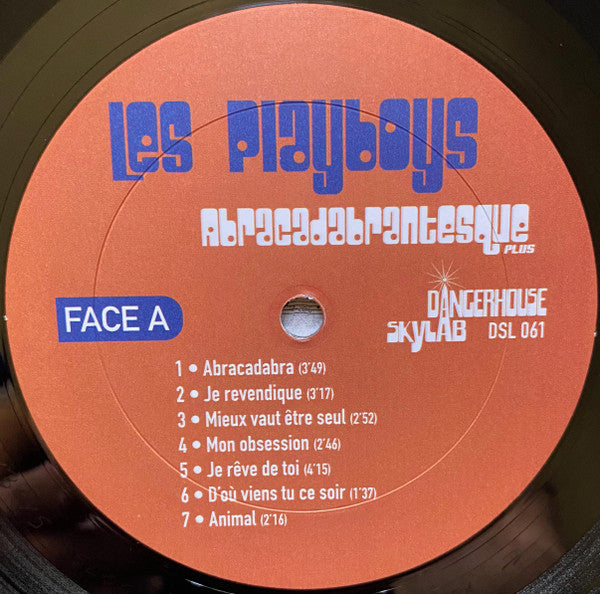 Les Playboys
Abracadabrantesque
PLUS
FACE A
DANGERHOUSE
SKYLAB DSL 061
1 • Abracadabra (3'49)
2 • Je revendique (3'17)
3 • Mieux vaut être seul (2'52)
4 • Mon obsession (2'46)
5 • Je rêve de toi (4'15)
6 • D'où viens tu ce soir (1'37)
7 • Animal (2'16)